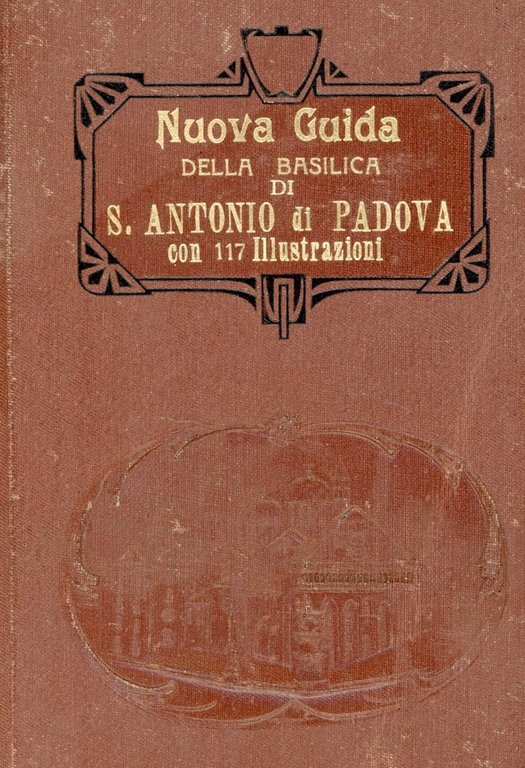 Nuova Guida
DELLA BASILICA
DI
S. ANTONIO di PADOVA
con 117 Illustrazioni